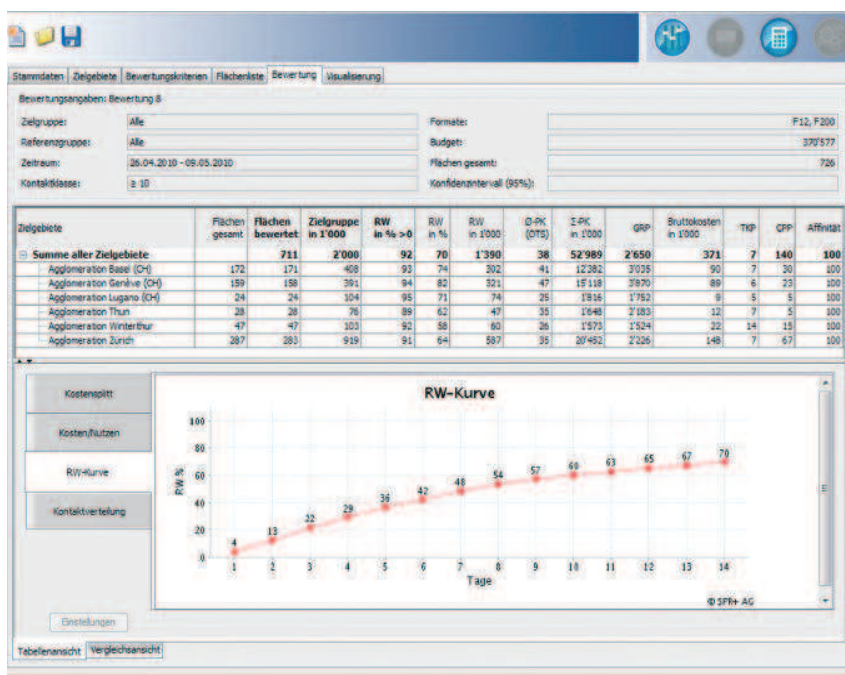 Stammdaten Zielgebiete Bewertungskriterien Flächenliste Bewertung Visualisierung
Bewertungsangaben: Bewertung B
Zielgruppe: Alle Formate: F12, F200
Referenzgruppe: Alle Budget: 370'577
Zeitraum: 26.04.2010 - 09.05.2010 Flächen gesamt: 726
Kontaktklasse: ≥ 10 Konfidenzintervall (95%):
Zielgebiete Flächen gesamt Flächen bewertet Zielgruppe in 1'000 RW in % >0 RW in % RW in 1'000 Ø-PK (OTS) Σ-PK in 1'000 GRP Bruttokosten in 1'000 TKP CPP Affinität
Summe aller Zielgebiete 711 2'000 92 70 1'390 38 52'989 2'650 371 7 140 100
Agglomeration Basel (CH) 172 171 408 93 74 302 41 12'382 3'035 90 7 30 100
Agglomeration Genève (CH) 159 158 391 94 82 321 47 15'118 3'870 89 6 23 100
Agglomeration Lugano (CH) 24 24 104 95 71 74 25 1'816 1'752 9 5 5 100
Agglomeration Thun 28 28 76 89 62 47 35 1'648 2'183 12 7 5 100
Agglomeration Winterthur 47 47 103 92 58 60 26 1'573 1'524 22 14 15 100
Agglomeration Zürich 287 283 919 91 64 587 35 20'452 2'226 148 7 67 100
Kostensplitt
Kosten/Nutzen
RW-Kurve
Kontaktverteilung
Einstellungen
RW-Kurve
RW %
100
80
60
40
20
0
4 13 22 29 36 42 48 54 57 60 63 65 67 70
1 2 3 4 5 6 7 8 9 10 11 12 13 14
Tage
© SPR+ AG
Tabellenansicht Vergleichsansicht